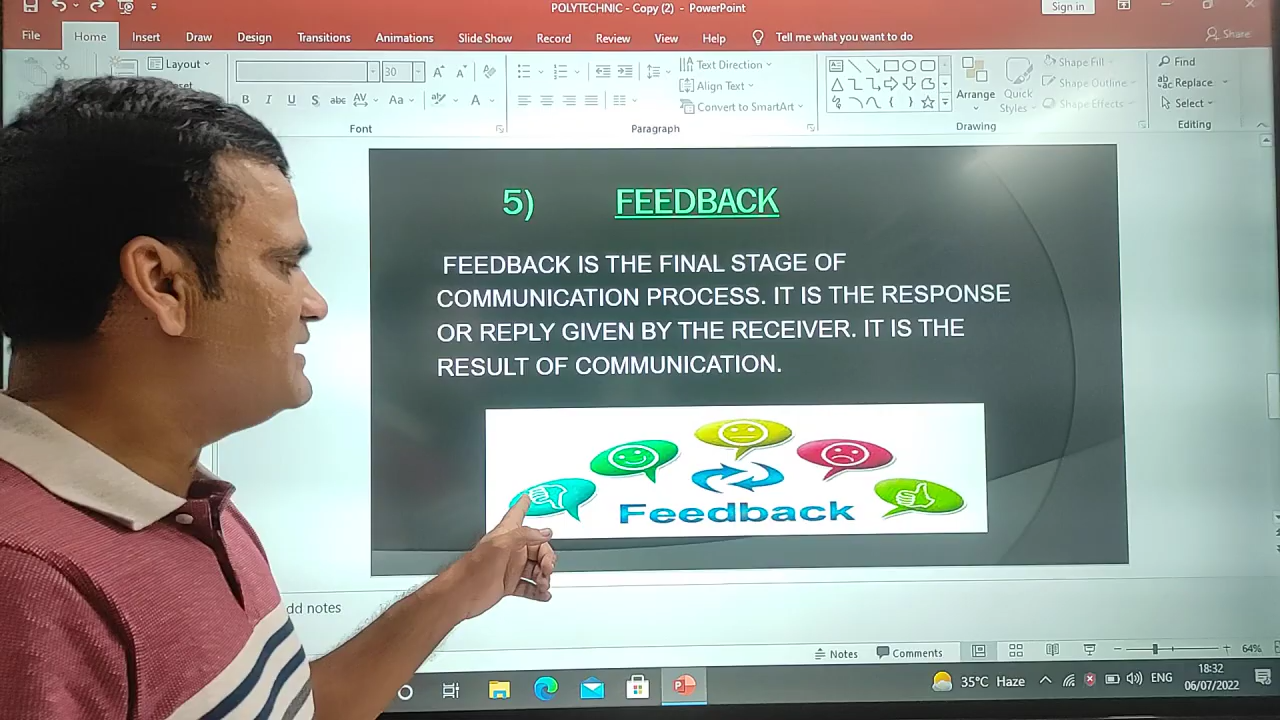 POLYTECHNIC - Copy (2) - PowerPoint
Sign in
File Home Insert Draw Design Transitions Animations Slide Show Record Review View Help Tell me what you want to do
Share
Layout
30
Text Direction
Align Text
Convert to SmartArt
B I U S abc AV Aa A
Arrange
Quick
Styles
Shape Fill
Shape Outline
Shape Effects
Find
Replace
Select
Font
Paragraph
Drawing
Editing
5) FEEDBACK
FEEDBACK IS THE FINAL STAGE OF
COMMUNICATION PROCESS. IT IS THE RESPONSE
OR REPLY GIVEN BY THE RECEIVER. IT IS THE
RESULT OF COMMUNICATION.
Feedback
dd notes
Notes
Comments
64%
35°C Haze
ENG
18:32
06/07/2022